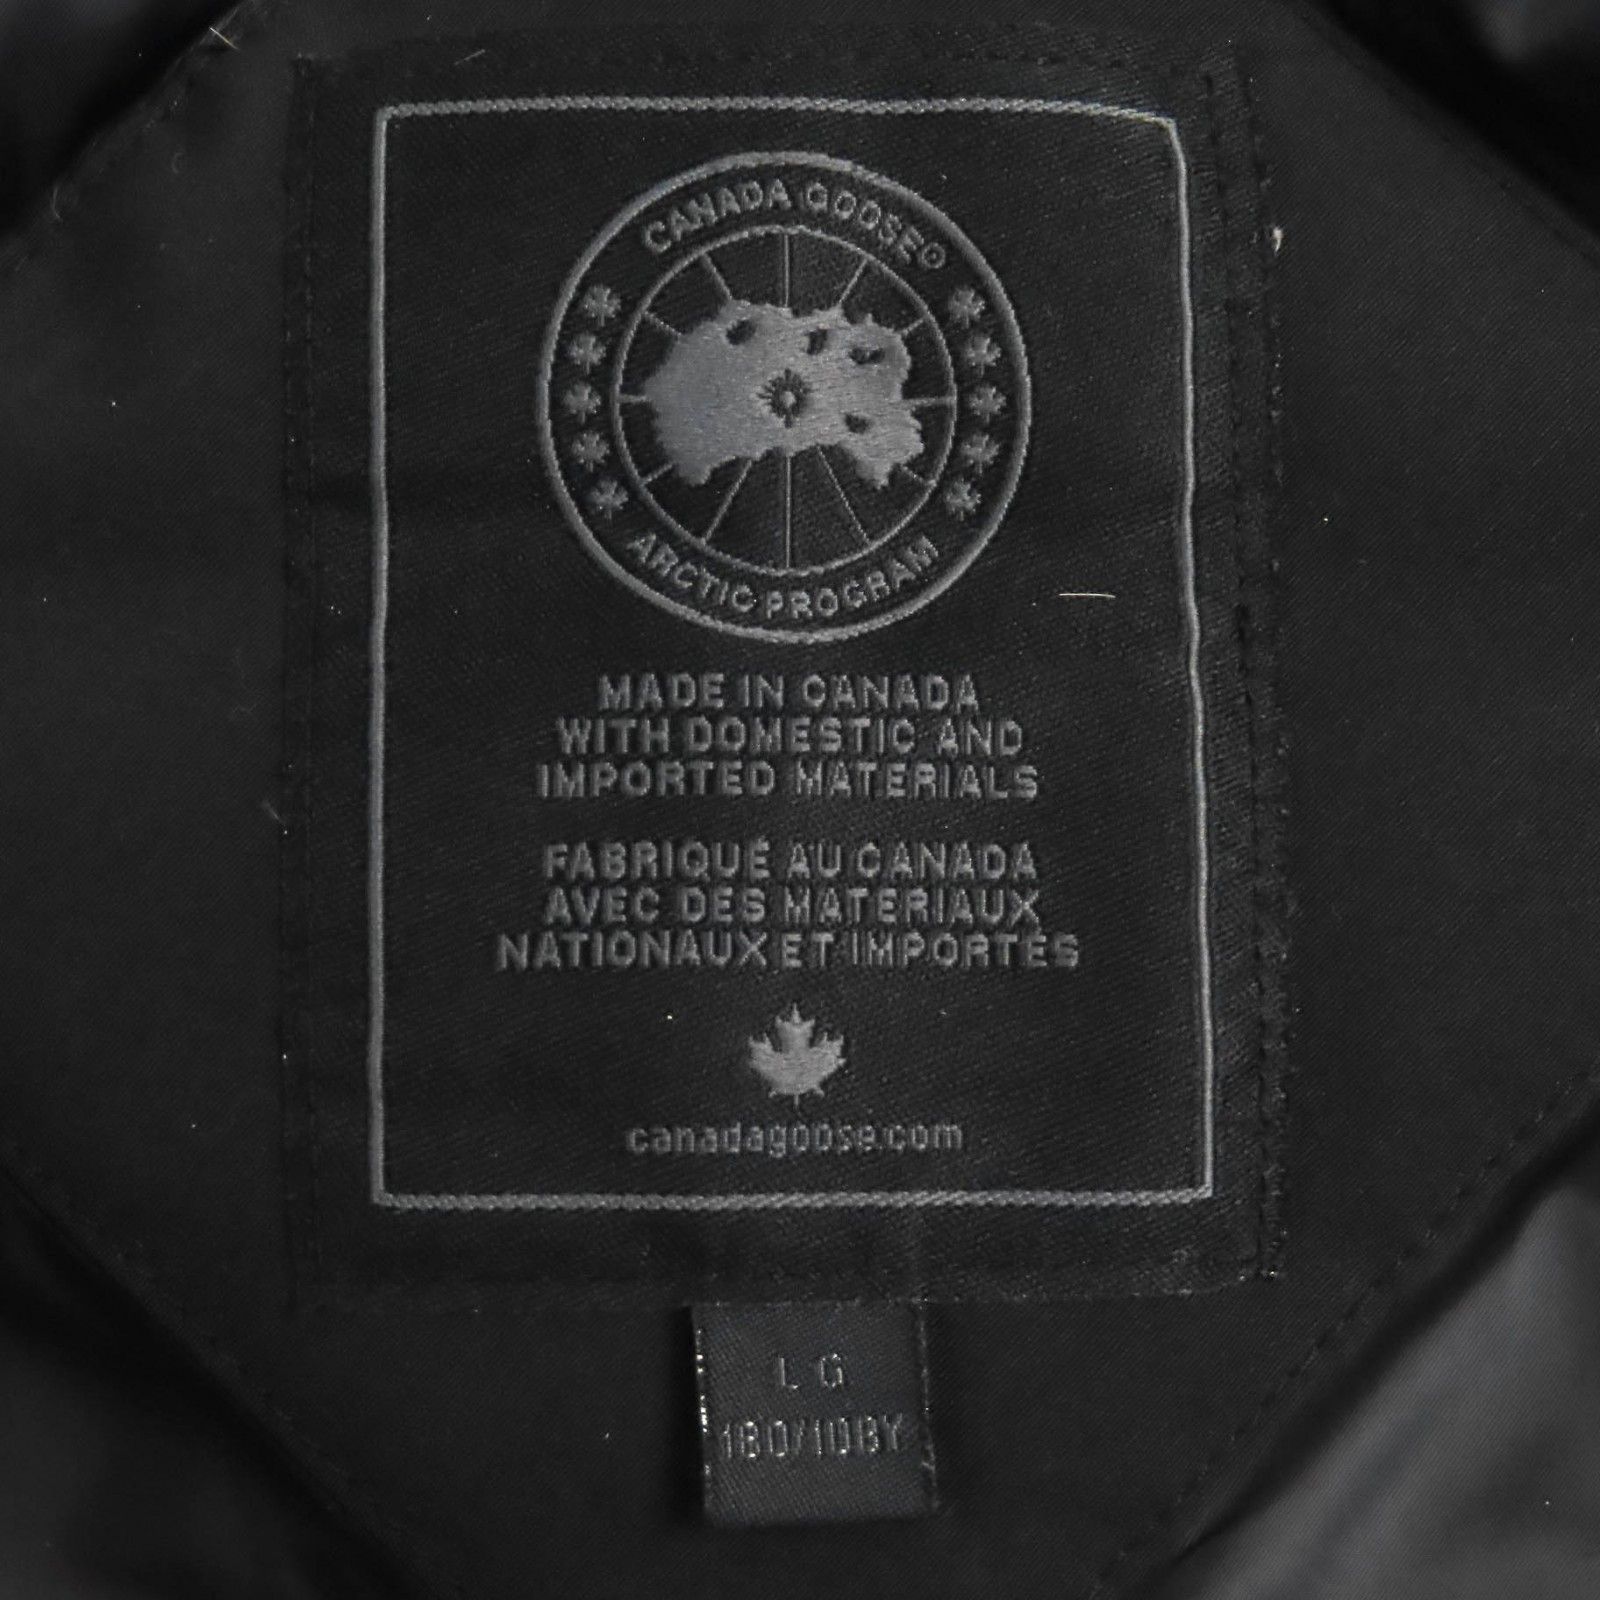 CANADA GOOSE®
ARCTIC PROGRAM
MADE IN CANADA
WITH DOMESTIC AND
IMPORTED MATERIALS
FABRIQUÉ AU CANADA
AVEC DES MATERIAUX
NATIONAUX ET IMPORTÉS
canadagoose.com
LG
180/108Y